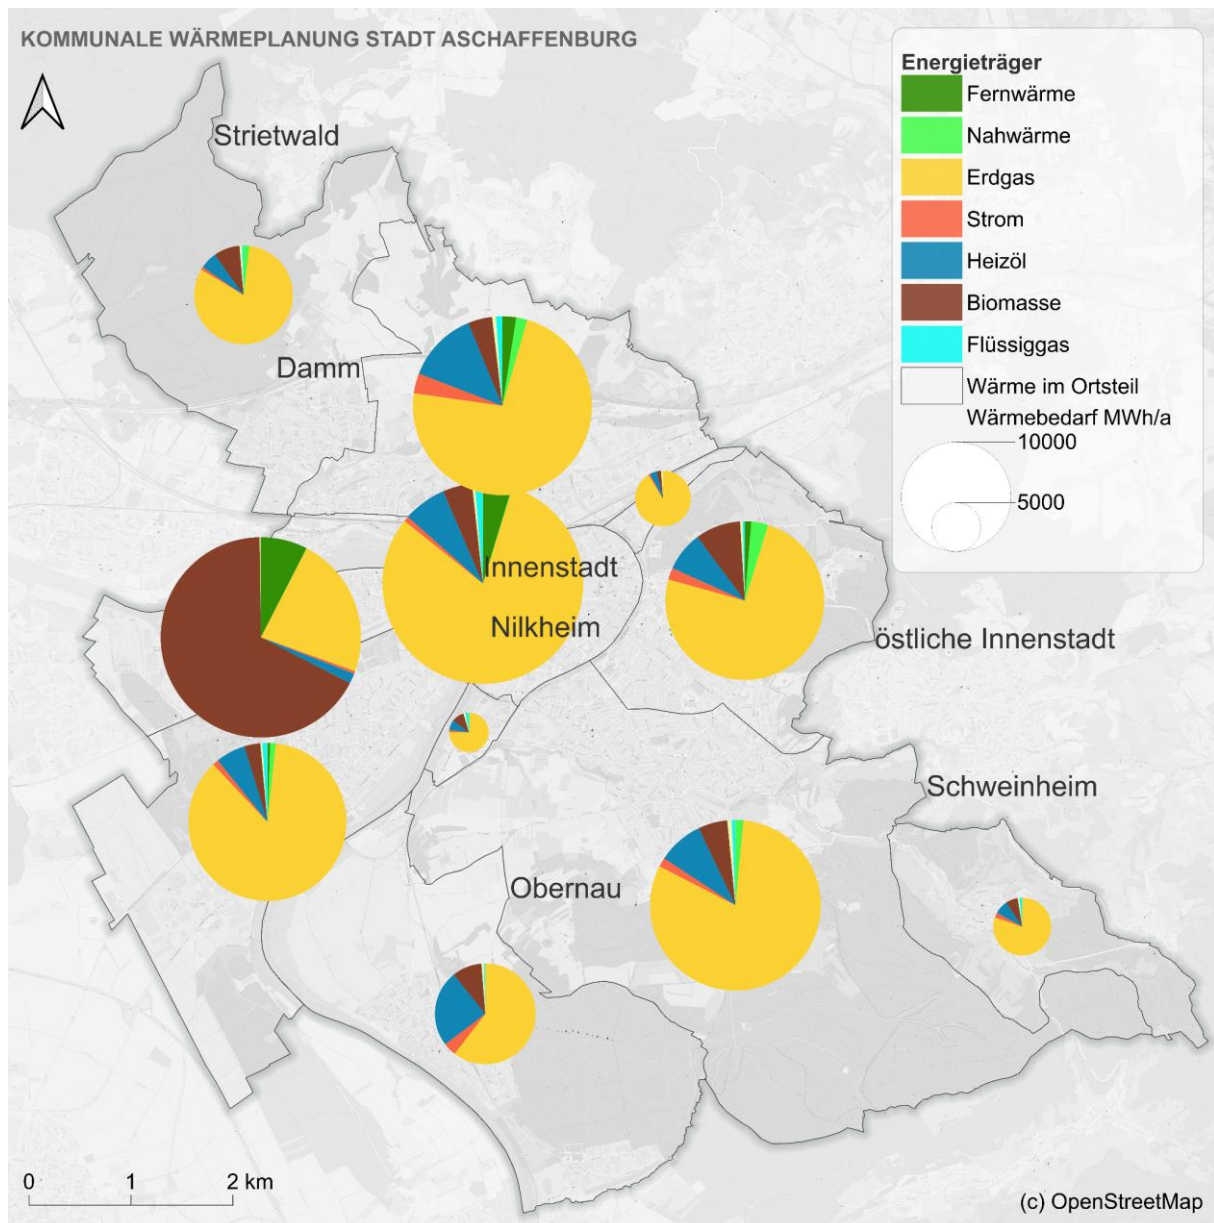 KOMMUNALE WÄRMEPLANUNG STADT ASCHAFFENBURG
Energieträger
Fernwärme
Nahwärme
Erdgas
Strom
Heizöl
Biomasse
Flüssiggas
Wärme im Ortsteil
Wärmebedarf MWh/a
10000
5000
Strietwald
Damm
Innenstadt
Nilkheim
östliche Innenstadt
Schweinheim
Obernau
0 1 2 km
(c) OpenStreetMap